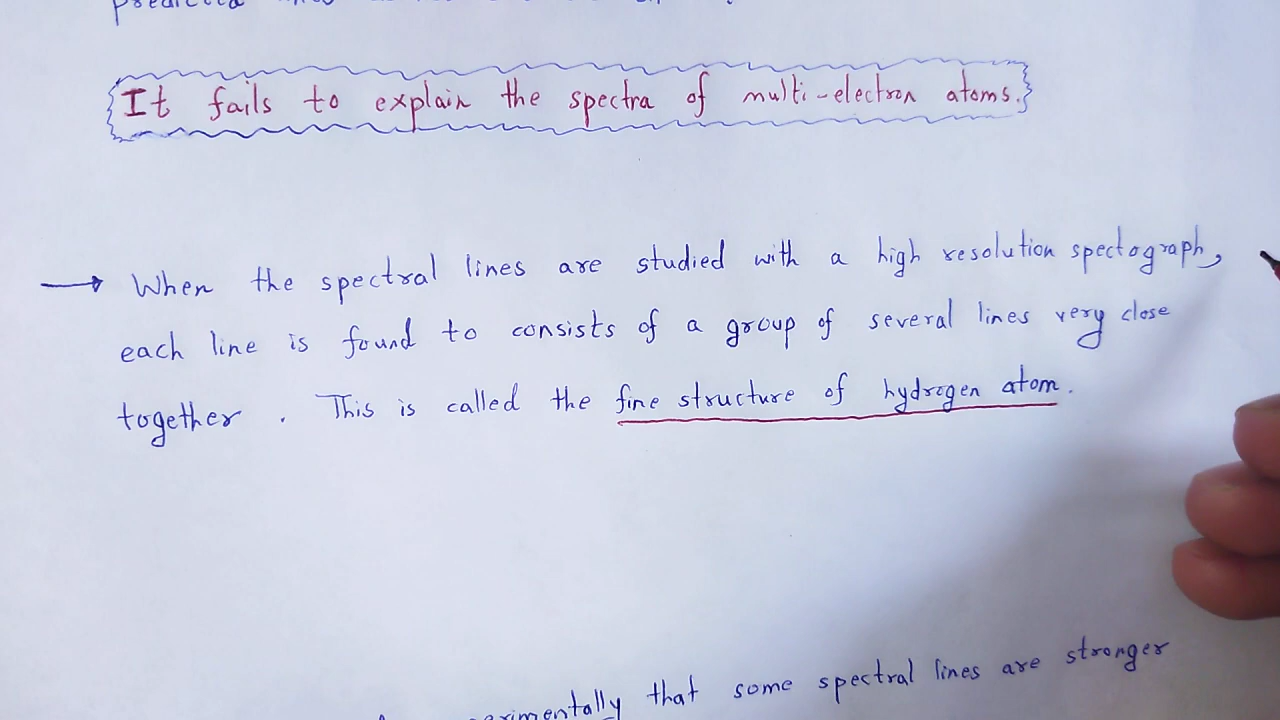 It fails to explain the spectra of multi-electron atoms.
→ When the spectral lines are studied with a high resolution spectograph,
each line is found to consists of a group of several lines very close
together. This is called the fine structure of hydrogen atom.
that some spectral lines are stronger